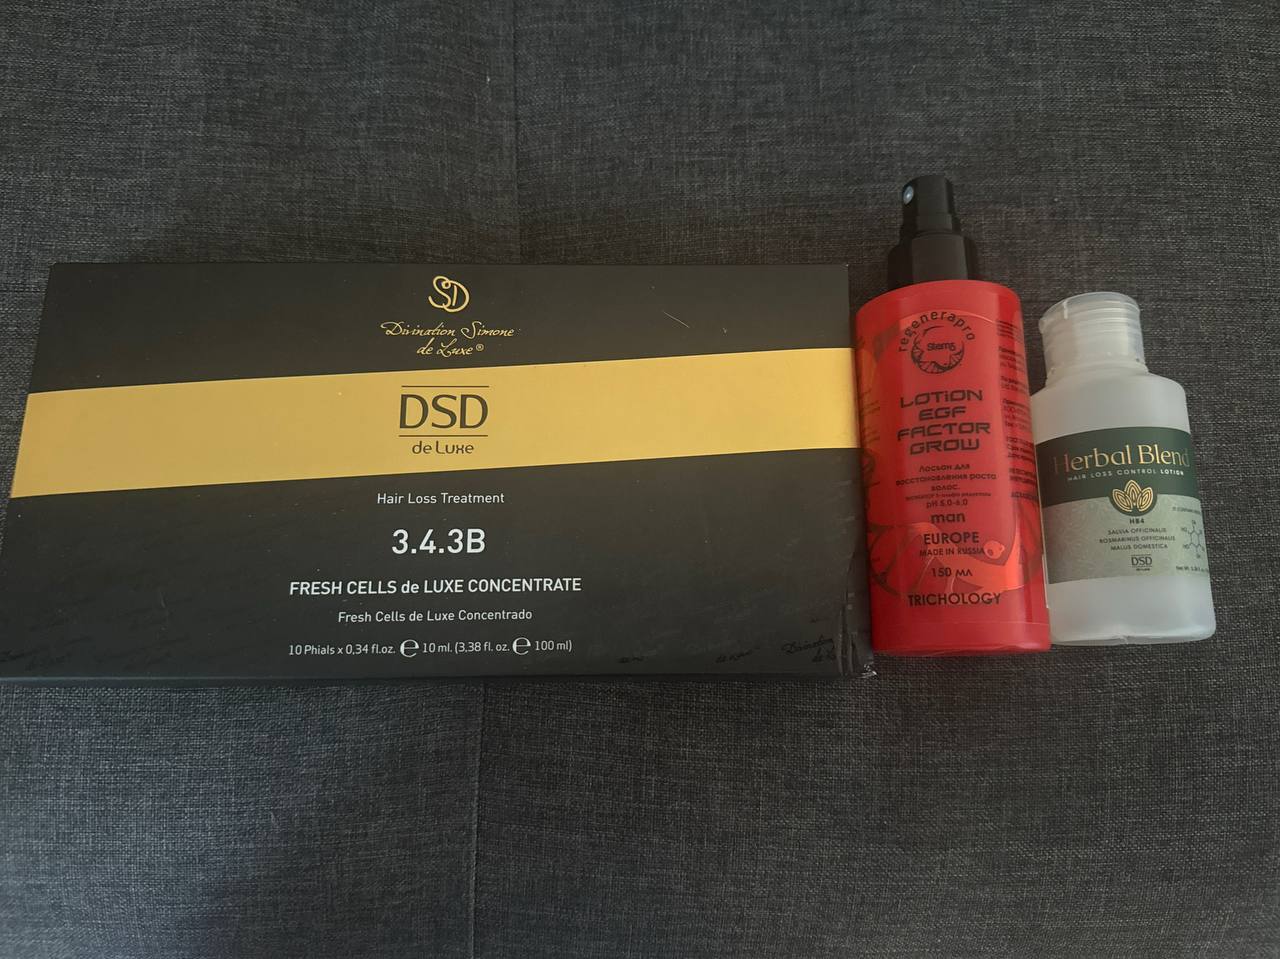 SD
Divination Simone
de Luxe®
DSD
de Luxe
Hair Loss Treatment
3.4.3B
FRESH CELLS de LUXE CONCENTRATE
Fresh Cells de Luxe Concentrado
10 Phials x 0,34 fl.oz. ℮ 10 ml. (3,38 fl. oz. ℮ 100 ml)
regenerapro
LOTION
EGF
FACTOR
GROW
Лосьон для
восстановления роста
волос.
pH 5.0-6.0
man
EUROPE
MADE IN RUSSIA
150 МЛ
TRICHOLOGY
Herbal Blend
HAIR LOSS CONTROL LOTION
HB4
SALVIA OFFICINALIS
ROSMARINUS OFFICINALIS
MALUS DOMESTICA
DSD
de Luxe